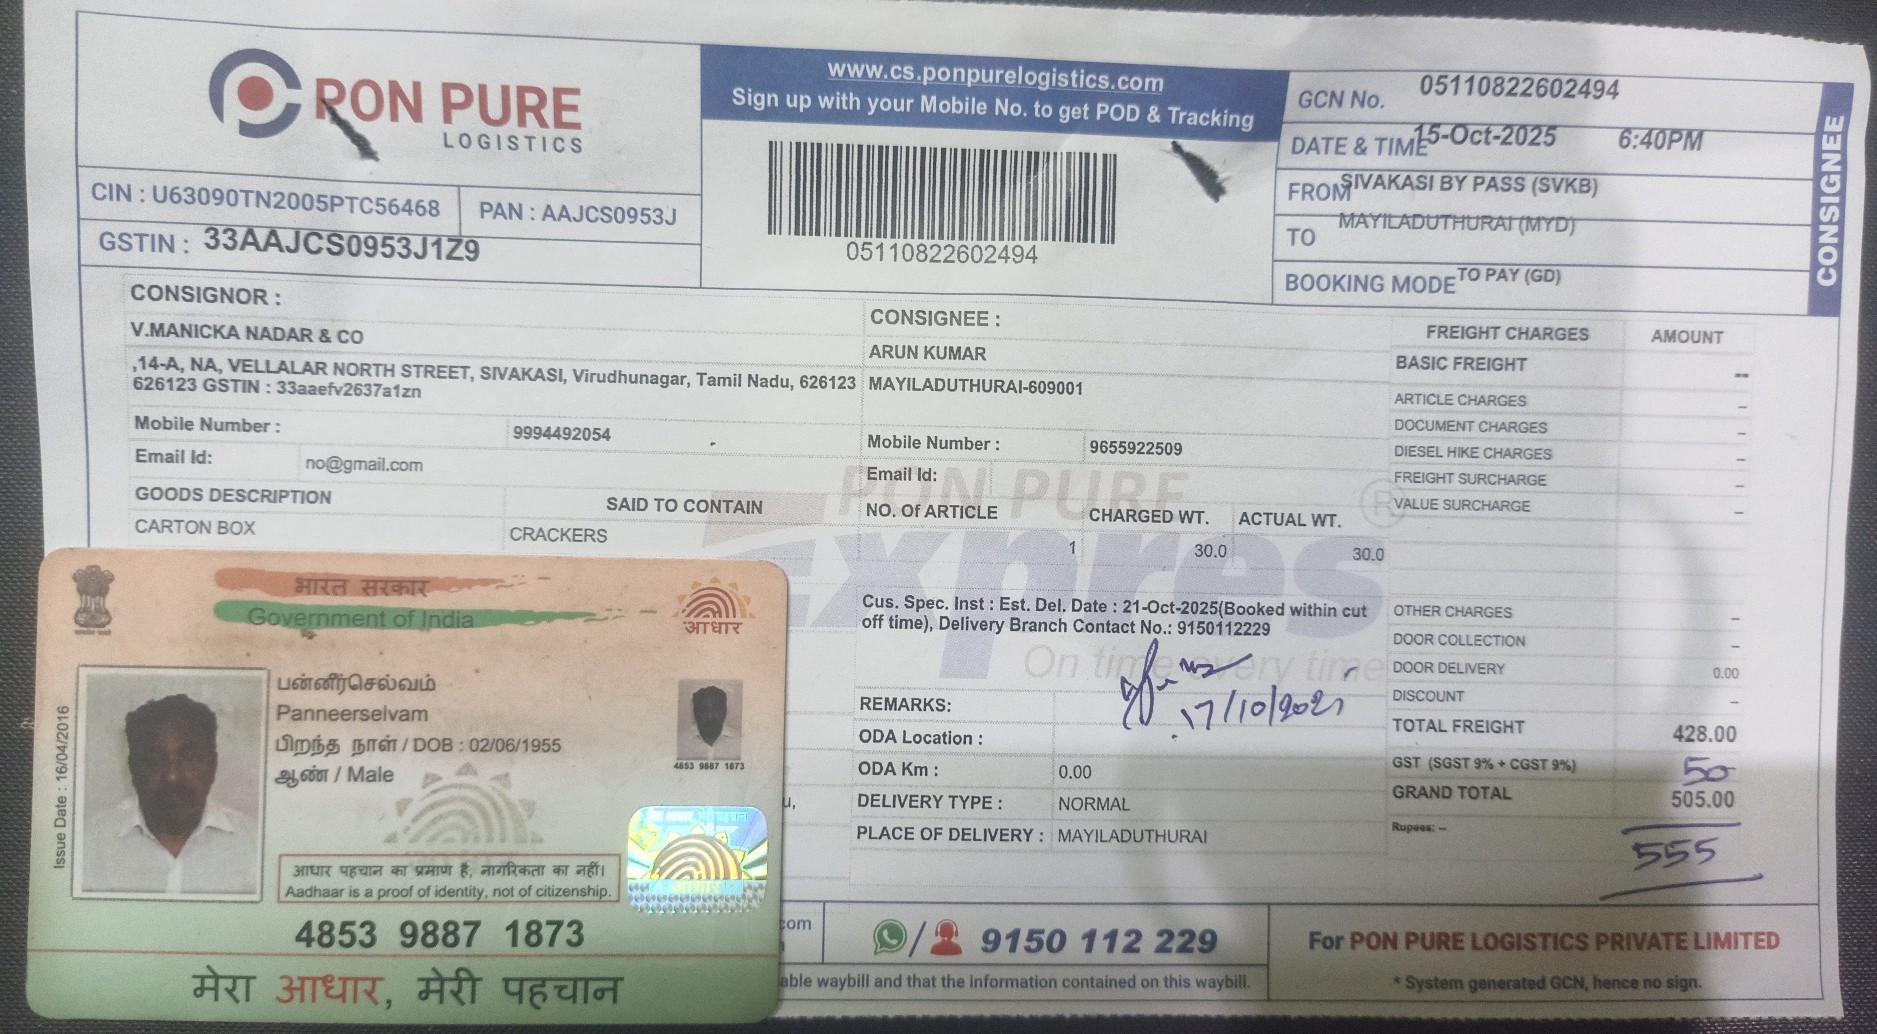 PON PURE
LOGISTICS
CIN : U63090TN2005PTC56468
PAN : AAJCS0953J
GSTIN : 33AAJCS0953J1Z9
www.cs.ponpurelogistics.com
Sign up with your Mobile No. to get POD & Tracking
05110822602494
GCN No. 05110822602494
DATE & TIME 15-Oct-2025 6:40PM
FROM SIVAKASI BY PASS (SVKB)
TO MAYILADUTHURAI (MYD)
BOOKING MODE TO PAY (GD)
CONSIGNEE
CONSIGNOR :
V.MANICKA NADAR & CO
,14-A, NA, VELLALAR NORTH STREET, SIVAKASI, Virudhunagar, Tamil Nadu, 626123
626123 GSTIN : 33aaefv2637a1zn
Mobile Number : 9994492054
Email Id: no@gmail.com
GOODS DESCRIPTION SAID TO CONTAIN
CARTON BOX CRACKERS
CONSIGNEE :
ARUN KUMAR
MAYILADUTHURAI-609001
Mobile Number : 9655922509
Email Id:
NO. Of ARTICLE CHARGED WT. ACTUAL WT.
1 30.0 30.0
PON PURE
Express
On time every time
Cus. Spec. Inst : Est. Del. Date : 21-Oct-2025(Booked within cut
off time), Delivery Branch Contact No.: 9150112229
REMARKS:
ODA Location :
ODA Km : 0.00
DELIVERY TYPE : NORMAL
PLACE OF DELIVERY : MAYILADUTHURAI
FREIGHT CHARGES AMOUNT
BASIC FREIGHT --
ARTICLE CHARGES –
DOCUMENT CHARGES –
DIESEL HIKE CHARGES –
FREIGHT SURCHARGE –
VALUE SURCHARGE –
OTHER CHARGES –
DOOR COLLECTION –
DOOR DELIVERY 0.00
DISCOUNT –
TOTAL FREIGHT 428.00
GST (SGST 9% + CGST 9%) 50
GRAND TOTAL 505.00
Rupees: –
555
भारत सरकार
Government of India
आधार
Issue Date : 16/04/2016
பன்னீர்செல்வம்
Panneerselvam
பிறந்த நாள் / DOB : 02/06/1955
ஆண் / Male
4853 9887 1873
आधार पहचान का प्रमाण है, नागरिकता का नहीं।
Aadhaar is a proof of identity, not of citizenship.
4853 9887 1873
मेरा आधार, मेरी पहचान
com
/ 9150 112 229
able waybill and that the information contained on this waybill.
For PON PURE LOGISTICS PRIVATE LIMITED
* System generated GCN, hence no sign.